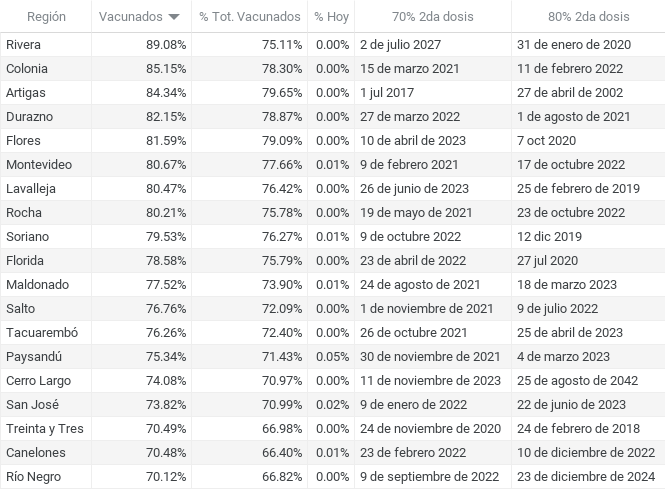 Región Vacunados % Tot. Vacunados % Hoy 70% 2da dosis 80% 2da dosis
Rivera 89.08% 75.11% 0.00% 2 de julio 2027 31 de enero de 2020
Colonia 85.15% 78.30% 0.00% 15 de marzo 2021 11 de febrero 2022
Artigas 84.34% 79.65% 0.00% 1 jul 2017 27 de abril de 2002
Durazno 82.15% 78.87% 0.00% 27 de marzo 2022 1 de agosto de 2021
Flores 81.59% 79.09% 0.00% 10 de abril de 2023 7 oct 2020
Montevideo 80.67% 77.66% 0.01% 9 de febrero 2021 17 de octubre 2022
Lavalleja 80.47% 76.42% 0.00% 26 de junio de 2023 25 de febrero de 2019
Rocha 80.21% 75.78% 0.00% 19 de mayo de 2021 23 de octubre 2022
Soriano 79.53% 76.27% 0.01% 9 de octubre 2022 12 dic 2019
Florida 78.58% 75.79% 0.00% 23 de abril de 2022 27 jul 2020
Maldonado 77.52% 73.90% 0.01% 24 de agosto de 2021 18 de marzo 2023
Salto 76.76% 72.09% 0.00% 1 de noviembre de 2021 9 de julio 2022
Tacuarembó 76.26% 72.40% 0.00% 26 de octubre 2021 25 de abril de 2023
Paysandú 75.34% 71.43% 0.05% 30 de noviembre de 2021 4 de marzo 2023
Cerro Largo 74.08% 70.97% 0.00% 11 de noviembre de 2023 25 de agosto de 2042
San José 73.82% 70.99% 0.02% 9 de enero de 2022 22 de junio de 2023
Treinta y Tres 70.49% 66.98% 0.00% 24 de noviembre de 2020 24 de febrero de 2018
Canelones 70.48% 66.40% 0.01% 23 de febrero 2022 10 de diciembre de 2022
Río Negro 70.12% 66.82% 0.00% 9 de septiembre de 2022 23 de diciembre de 2024